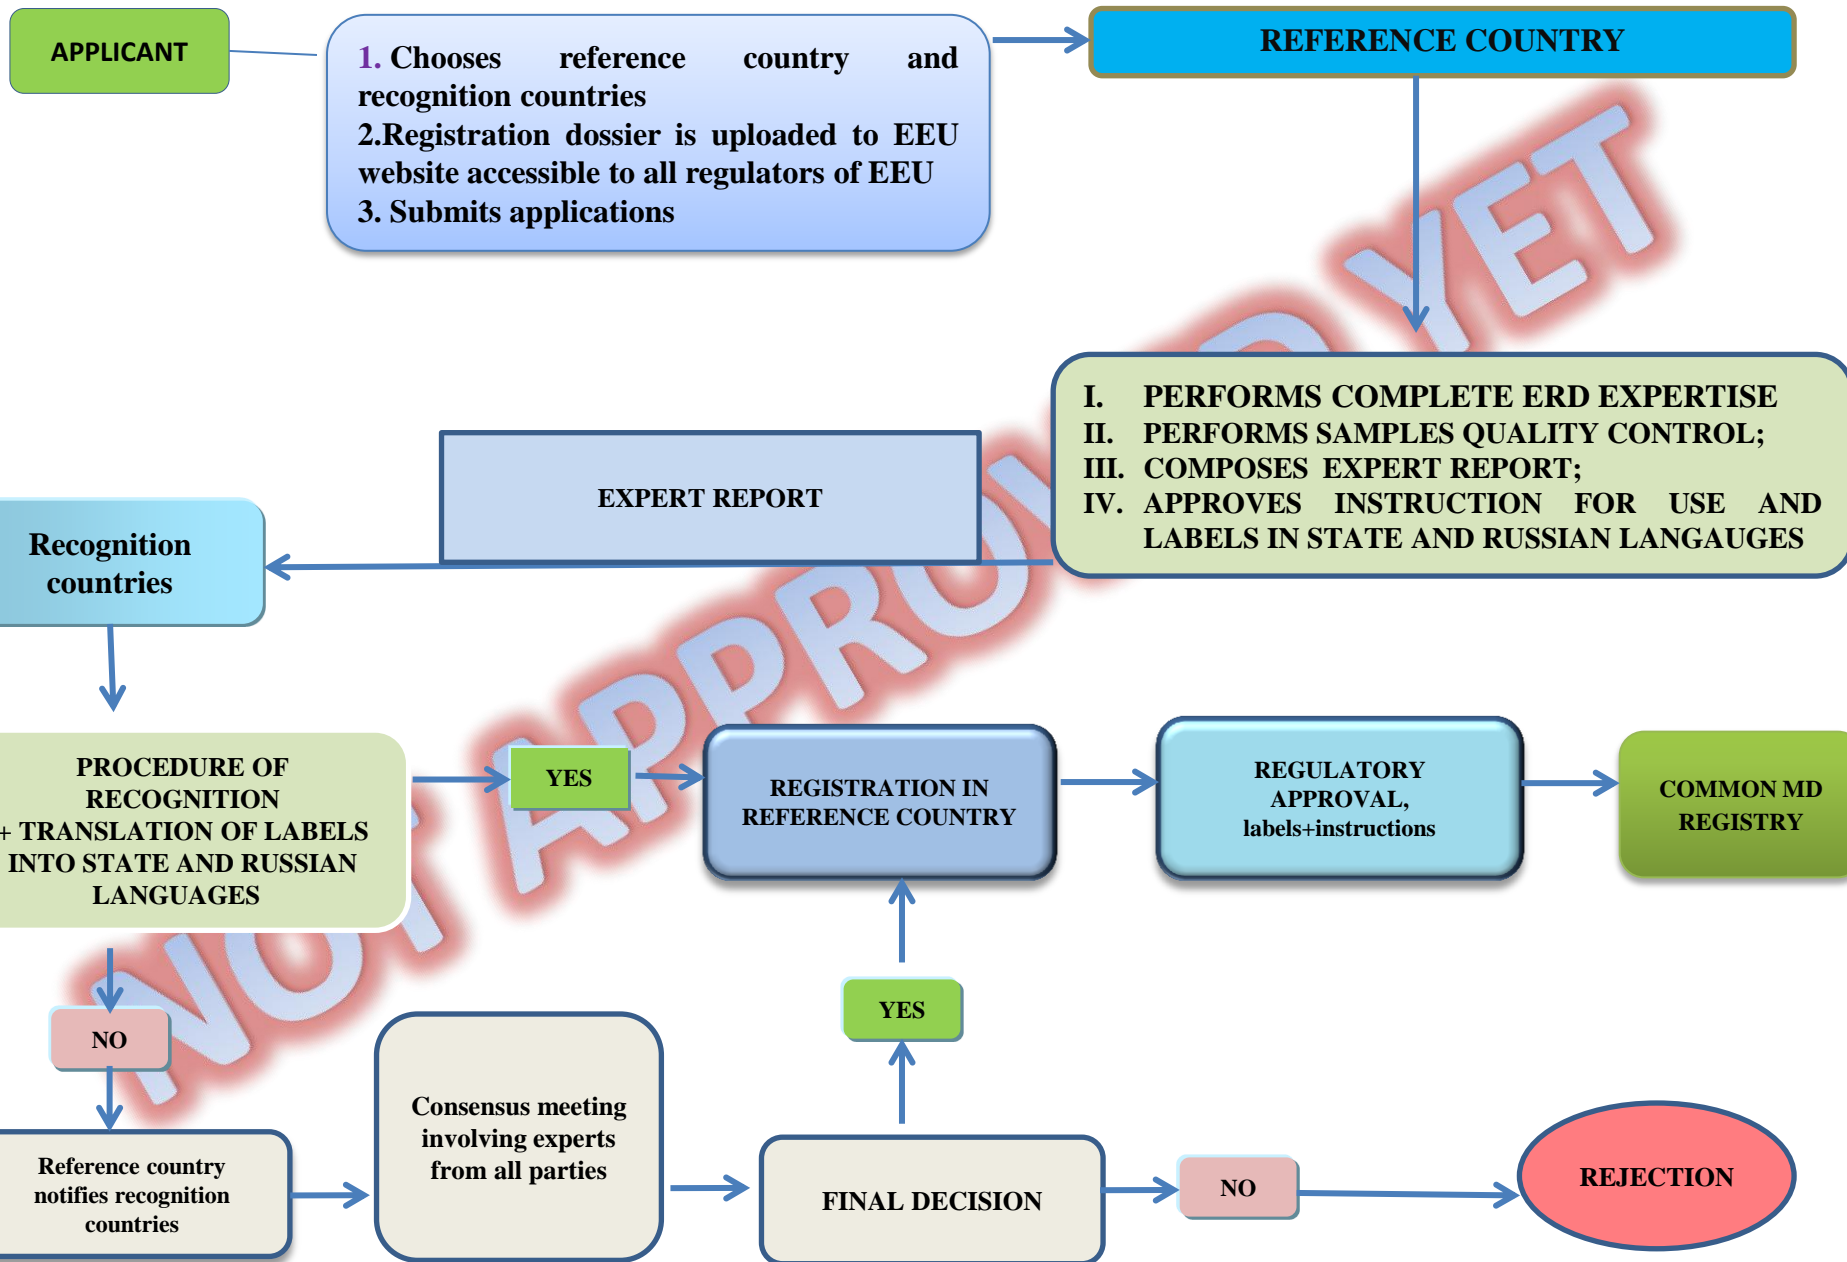 APPLICANT
1. Chooses reference country and
recognition countries
2.Registration dossier is uploaded to EEU
website accessible to all regulators of EEU
3. Submits applications
REFERENCE COUNTRY
I. PERFORMS COMPLETE ERD EXPERTISE
II. PERFORMS SAMPLES QUALITY CONTROL;
III. COMPOSES EXPERT REPORT;
IV. APPROVES INSTRUCTION FOR USE AND
LABELS IN STATE AND RUSSIAN LANGAUGES
EXPERT REPORT
Recognition
countries
PROCEDURE OF
RECOGNITION
+ TRANSLATION OF LABELS
INTO STATE AND RUSSIAN
LANGUAGES
YES
REGISTRATION IN
REFERENCE COUNTRY
REGULATORY
APPROVAL,
labels+instructions
COMMON MD
REGISTRY
NO
YES
Reference country
notifies recognition
countries
Consensus meeting
involving experts
from all parties
FINAL DECISION
NO
REJECTION
NOT APPROVED YET